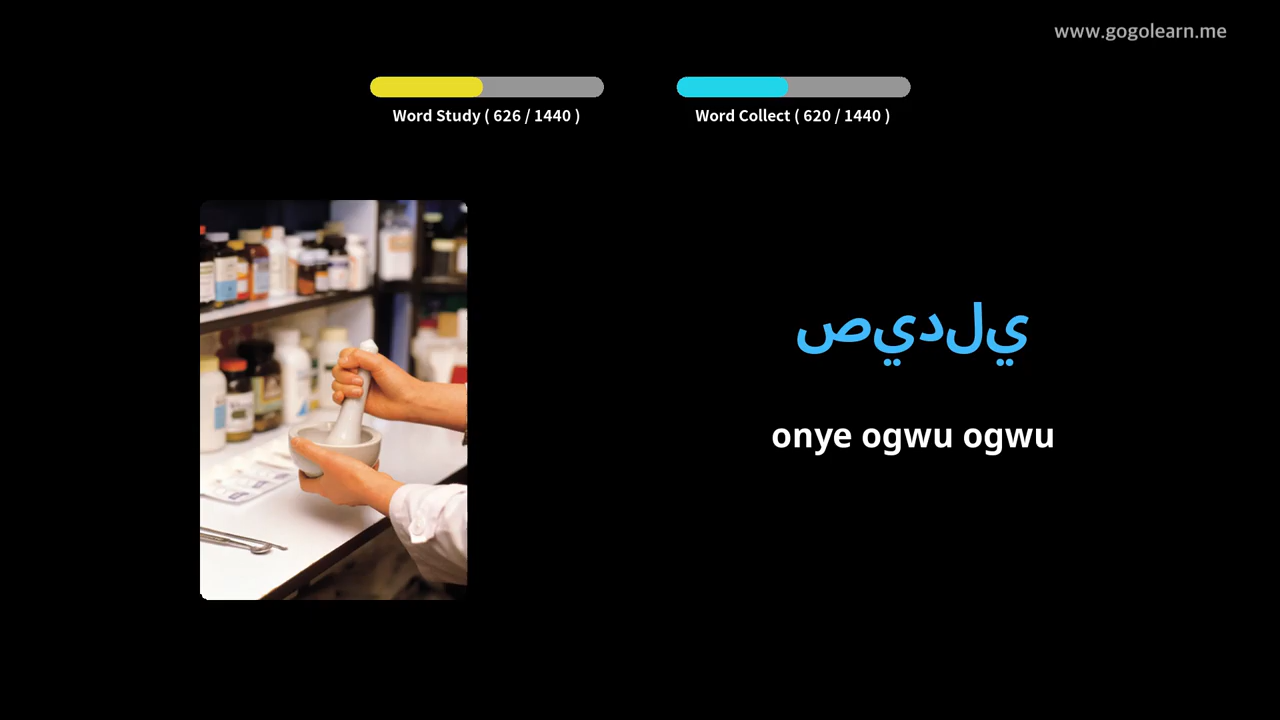 www.gogolearn.me
Word Study ( 626 / 1440 )
Word Collect ( 620 / 1440 )
صيدلي
onye ogwu ogwu